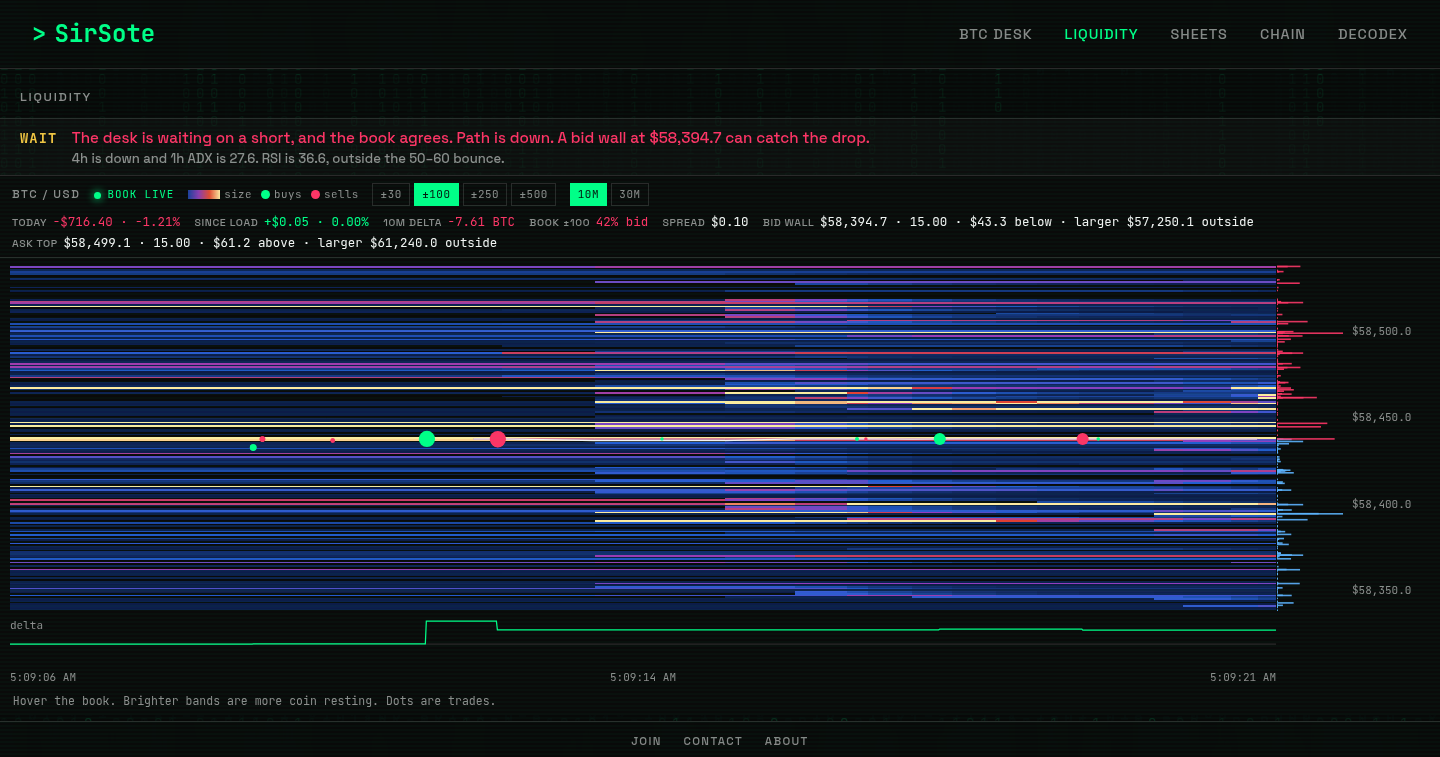 > SirSote
BTC DESK LIQUIDITY SHEETS CHAIN DECODEX
LIQUIDITY
WAIT The desk is waiting on a short, and the book agrees. Path is down. A bid wall at $58,394.7 can catch the drop.
4h is down and 1h ADX is 27.6. RSI is 36.6, outside the 50–60 bounce.
BTC / USD BOOK LIVE size buys sells ±30 ±100 ±250 ±500 10M 30M
TODAY -$716.40 · -1.21% SINCE LOAD +$0.05 · 0.00% 10M DELTA -7.61 BTC BOOK ±100 42% bid SPREAD $0.10 BID WALL $58,394.7 · 15.00 · $43.3 below · larger $57,250.1 outside
ASK TOP $58,499.1 · 15.00 · $61.2 above · larger $61,240.0 outside
$58,500.0
$58,450.0
$58,400.0
$58,350.0
delta
5:09:06 AM 5:09:14 AM 5:09:21 AM
Hover the book. Brighter bands are more coin resting. Dots are trades.
JOIN CONTACT ABOUT